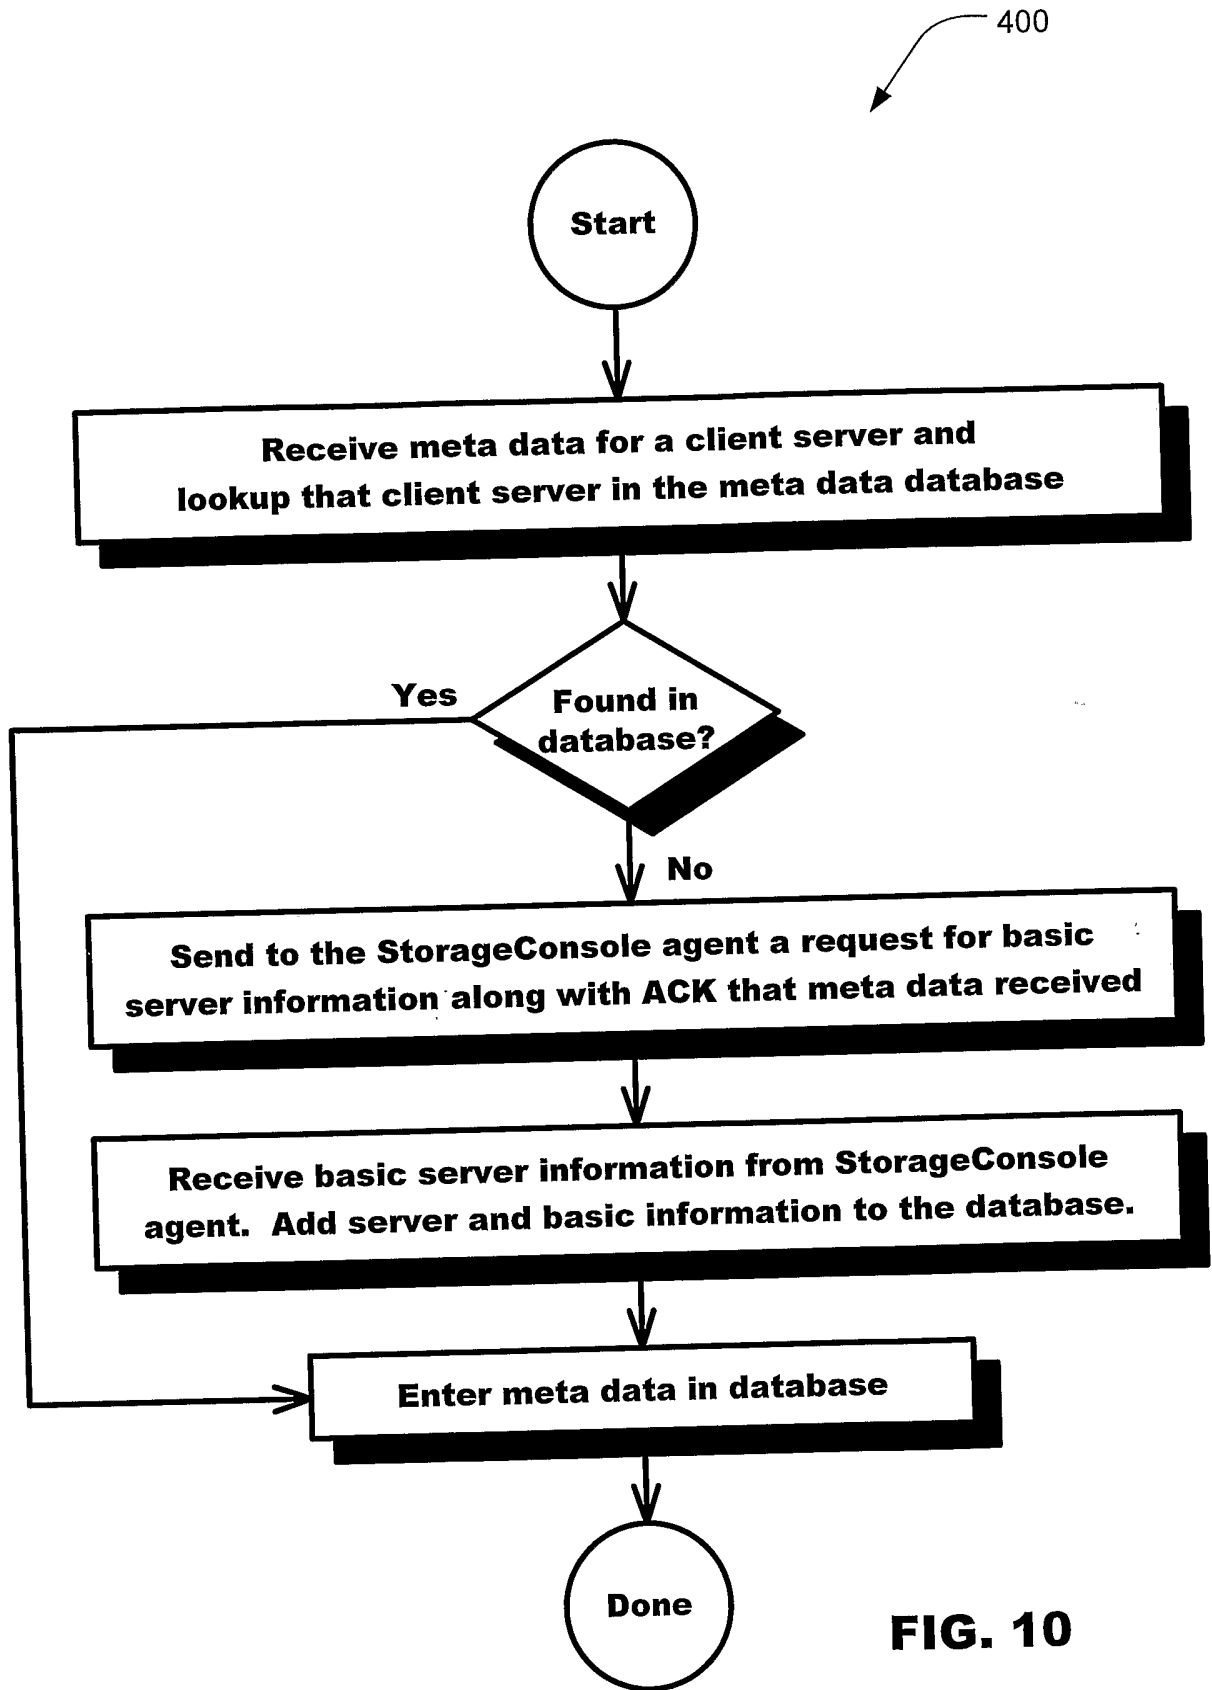 400
Start
Receive meta data for a client server and
lookup that client server in the meta data database
Yes
Found in
database?
No
Send to the StorageConsole agent a request for basic
server information along with ACK that meta data received
Receive basic server information from StorageConsole
agent. Add server and basic information to the database.
Enter meta data in database
Done
FIG. 10